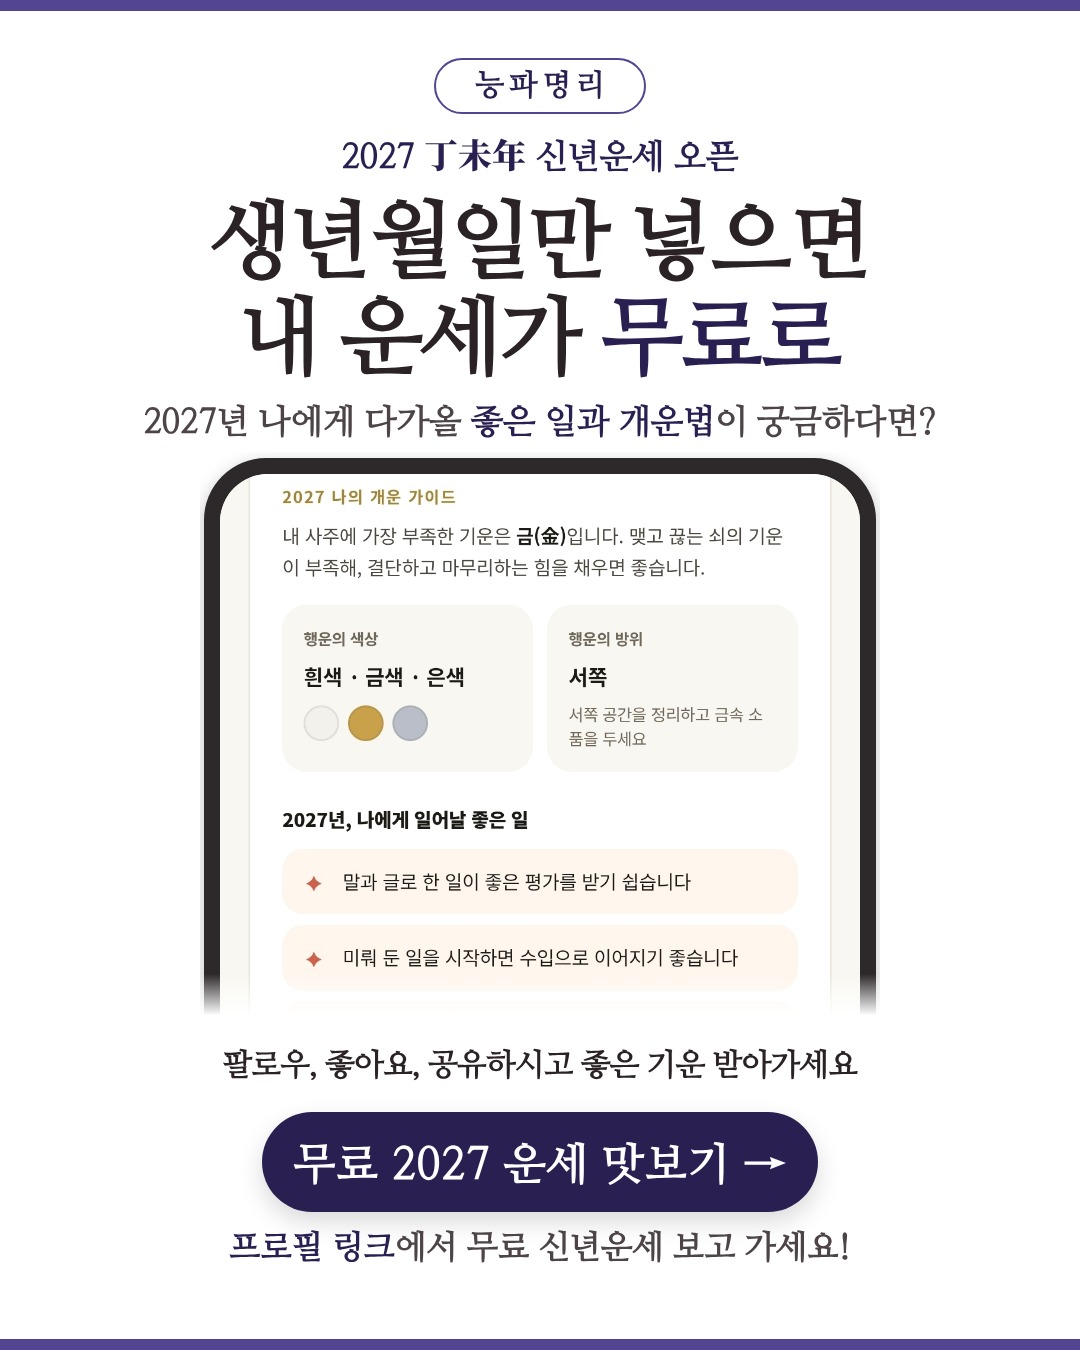 능파명리
2027 丁未年 신년운세 오픈
생년월일만 넣으면
내 운세가 무료로
2027년 나에게 다가올 좋은 일과 개운법이 궁금하다면?
2027 나의 개운 가이드
내 사주에 가장 부족한 기운은 금(金)입니다. 맺고 끊는 쇠의 기운
이 부족해, 결단하고 마무리하는 힘을 채우면 좋습니다.
행운의 색상
흰색 · 금색 · 은색
행운의 방위
서쪽
서쪽 공간을 정리하고 금속 소
품을 두세요
2027년, 나에게 일어날 좋은 일
말과 글로 한 일이 좋은 평가를 받기 쉽습니다
미뤄 둔 일을 시작하면 수입으로 이어지기 좋습니다
팔로우, 좋아요, 공유하시고 좋은 기운 받아가세요
무료 2027 운세 맛보기 →
프로필 링크에서 무료 신년운세 보고 가세요!